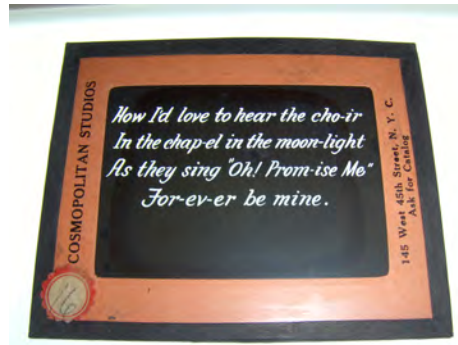 COSMOPOLITAN STUDIOS
How I'd love to hear the cho-ir
In the chap-el in the moon-light
As they sing "Oh! Prom-ise Me"
For-ev-er be mine.
145 West 45th Street, N. Y. C.
Ask for Catalog